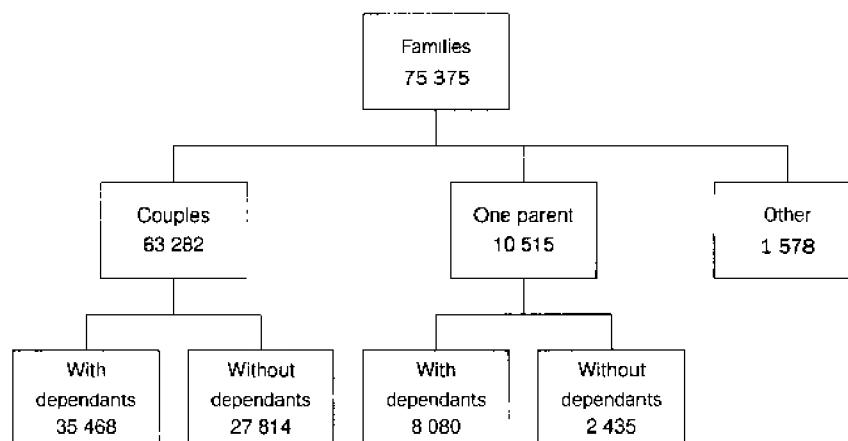 Families
75 375
Couples
63 282
One parent
10 515
Other
1 578
With
dependants
35 468
Without
dependants
27 814
With
dependants
8 080
Without
dependants
2 435